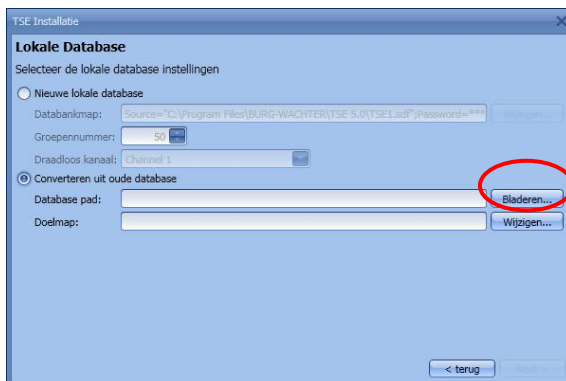 TSE Installatie
Lokale Database
Selecteer de lokale database instellingen
Nieuwe lokale database
Databankmap: Source="C:\Program Files\BURG-WACHTER\TSE 5.0\TSE1.sdf";Password=*** Wijzigen...
Groepennummer: 50
Draadloos kanaal: Channel 1
Converteren uit oude database
Database pad: Bladeren...
Doelmap: Wijzigen...
< terug